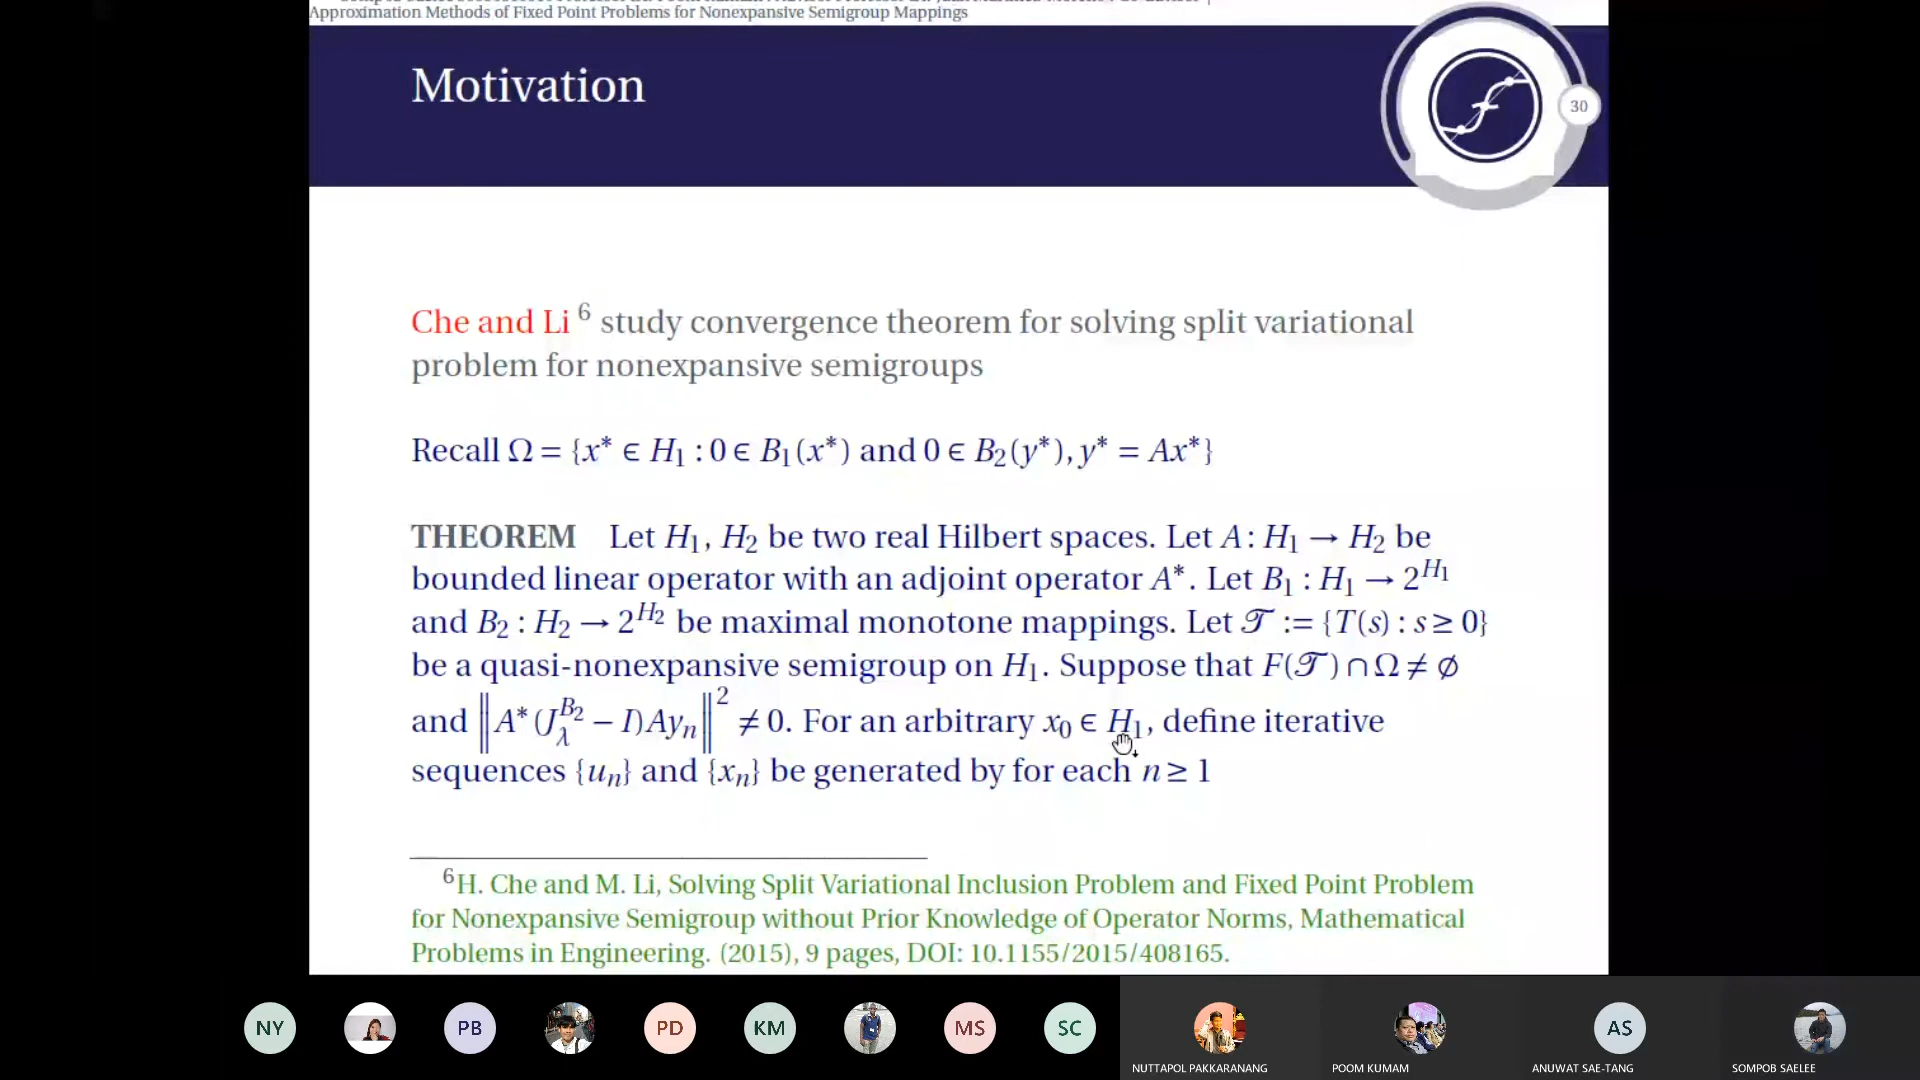 Approximation Methods of Fixed Point Problems for Nonexpansive Semigroup Mappings
Motivation
30
Che and Li ⁶ study convergence theorem for solving split variational
problem for nonexpansive semigroups
Recall Ω = {x* ∈ H₁ : 0 ∈ B₁(x*) and 0 ∈ B₂(y*), y* = Ax*}
THEOREM Let H₁, H₂ be two real Hilbert spaces. Let A: H₁ → H₂ be
bounded linear operator with an adjoint operator A*. Let B₁ : H₁ → 2^{H₁}
and B₂ : H₂ → 2^{H₂} be maximal monotone mappings. Let 𝒯 := {T(s) : s ≥ 0}
be a quasi-nonexpansive semigroup on H₁. Suppose that F(𝒯) ∩ Ω ≠ ∅
and ‖A*(J_λ^{B₂} − I)Ayₙ‖² ≠ 0. For an arbitrary x₀ ∈ H₁, define iterative
sequences {uₙ} and {xₙ} be generated by for each n ≥ 1
⁶H. Che and M. Li, Solving Split Variational Inclusion Problem and Fixed Point Problem
for Nonexpansive Semigroup without Prior Knowledge of Operator Norms, Mathematical
Problems in Engineering. (2015), 9 pages, DOI: 10.1155/2015/408165.
NY PB PD KM MS SC AS
NUTTAPOL PAKKARANANG POOM KUMAM ANUWAT SAE-TANG SOMPOB SAELEE